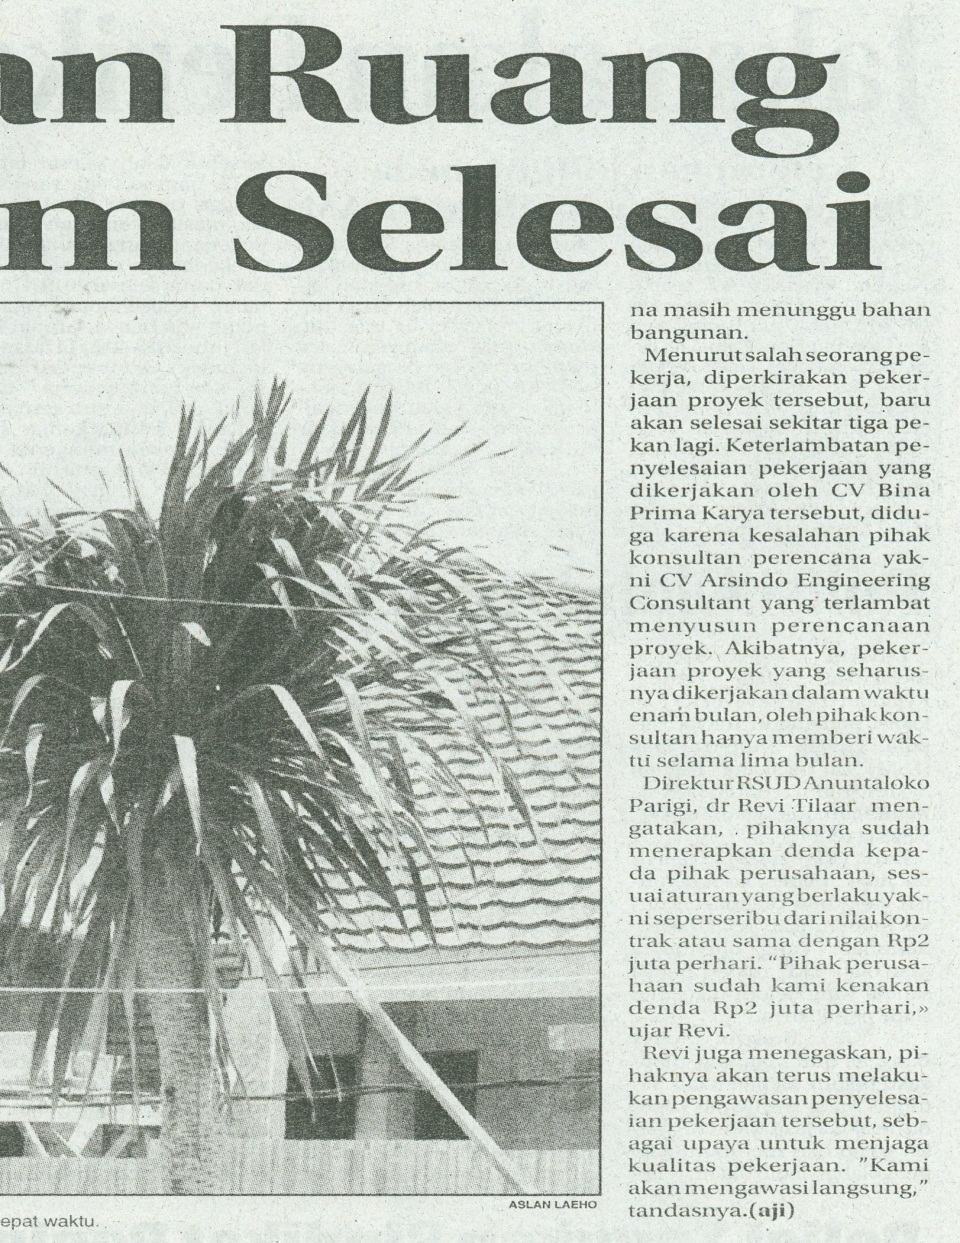 an Ruang
m Selesai
na masih menunggu bahan
bangunan.
Menurut salah seorang pe-
kerja, diperkirakan peker-
jaan proyek tersebut, baru
akan selesai sekitar tiga pe-
kan lagi. Keterlambatan pe-
nyelesaian pekerjaan yang
dikerjakan oleh CV Bina
Prima Karya tersebut, didu-
ga karena kesalahan pihak
konsultan perencana yak-
ni CV Arsindo Engineering
Consultant yang terlambat
menyusun perencanaan
proyek. Akibatnya, peker-
jaan proyek yang seharus-
nya dikerjakan dalam waktu
enam bulan, oleh pihak kon-
sultan hanya memberi wak-
tu selama lima bulan.
Direktur RSUD Anuntaloko
Parigi, dr Revi Tilaar men-
gatakan, . pihaknya sudah
menerapkan denda kepa-
da pihak perusahaan, ses-
uai aturan yang berlaku yak-
ni seperseribu dari nilai kon-
trak atau sama dengan Rp2
juta perhari. “Pihak perusa-
haan sudah kami kenakan
denda Rp2 juta perhari,»
ujar Revi.
Revi juga menegaskan, pi-
haknya akan terus melaku-
kan pengawasan penyelesa-
ian pekerjaan tersebut, seb-
agai upaya untuk menjaga
kualitas pekerjaan. ”Kami
akan mengawasi langsung,”
tandasnya.(aji)
ASLAN LAEHO
epat waktu.